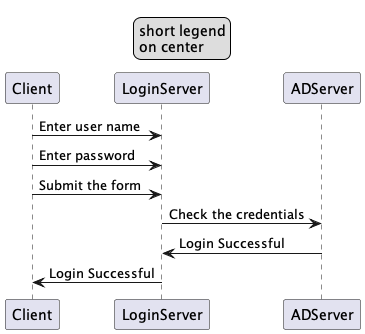 short legend
on center
Client LoginServer ADServer
Enter user name
Enter password
Submit the form
Check the credentials
Login Successful
Login Successful
Client LoginServer ADServer